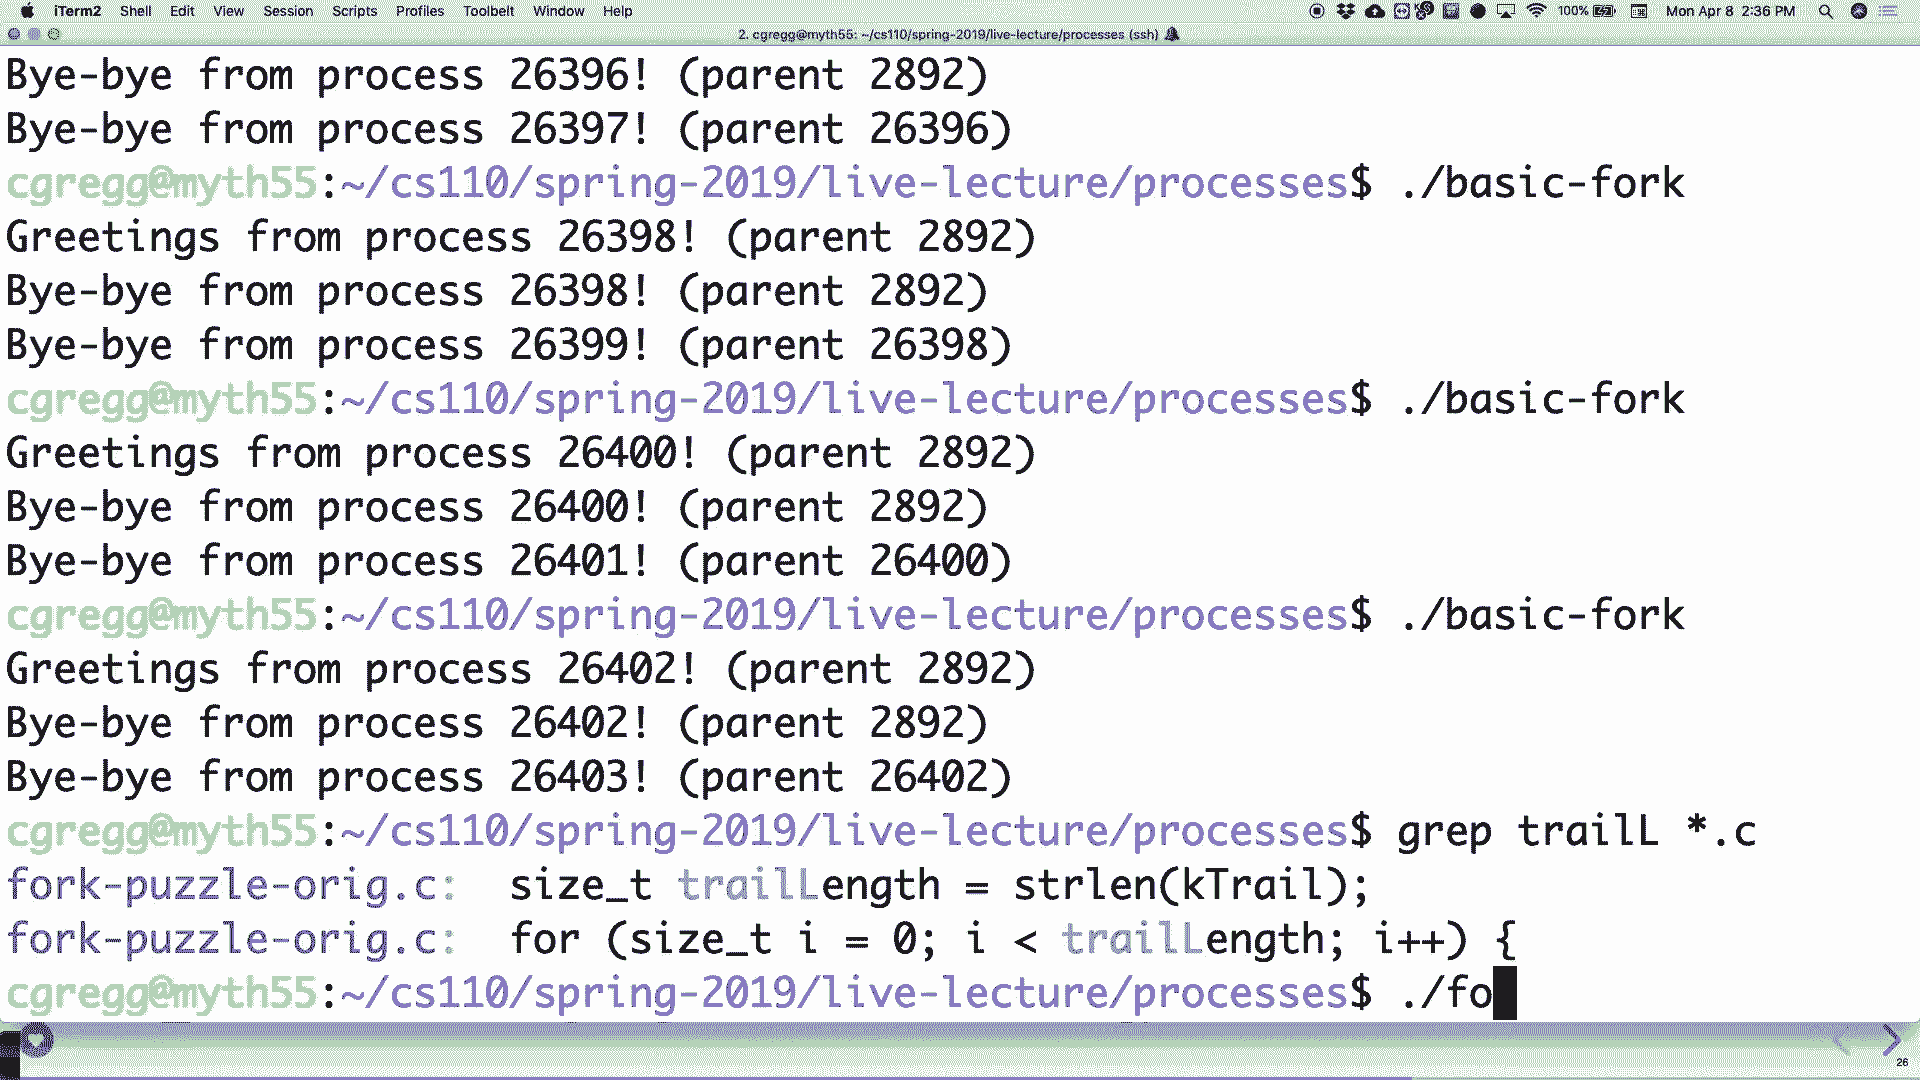 iTerm2 Shell Edit View Session Scripts Profiles Toolbelt Window Help 100% Mon Apr 8 2:36 PM
2. cgregg@myth55: ~/cs110/spring-2019/live-lecture/processes (ssh)
Bye-bye from process 26396! (parent 2892)
Bye-bye from process 26397! (parent 26396)
cgregg@myth55:~/cs110/spring-2019/live-lecture/processes$ ./basic-fork
Greetings from process 26398! (parent 2892)
Bye-bye from process 26398! (parent 2892)
Bye-bye from process 26399! (parent 26398)
cgregg@myth55:~/cs110/spring-2019/live-lecture/processes$ ./basic-fork
Greetings from process 26400! (parent 2892)
Bye-bye from process 26400! (parent 2892)
Bye-bye from process 26401! (parent 26400)
cgregg@myth55:~/cs110/spring-2019/live-lecture/processes$ ./basic-fork
Greetings from process 26402! (parent 2892)
Bye-bye from process 26402! (parent 2892)
Bye-bye from process 26403! (parent 26402)
cgregg@myth55:~/cs110/spring-2019/live-lecture/processes$ grep trailL *.c
fork-puzzle-orig.c:  size_t trailLength = strlen(kTrail);
fork-puzzle-orig.c:  for (size_t i = 0; i < trailLength; i++) {
cgregg@myth55:~/cs110/spring-2019/live-lecture/processes$ ./fo
26